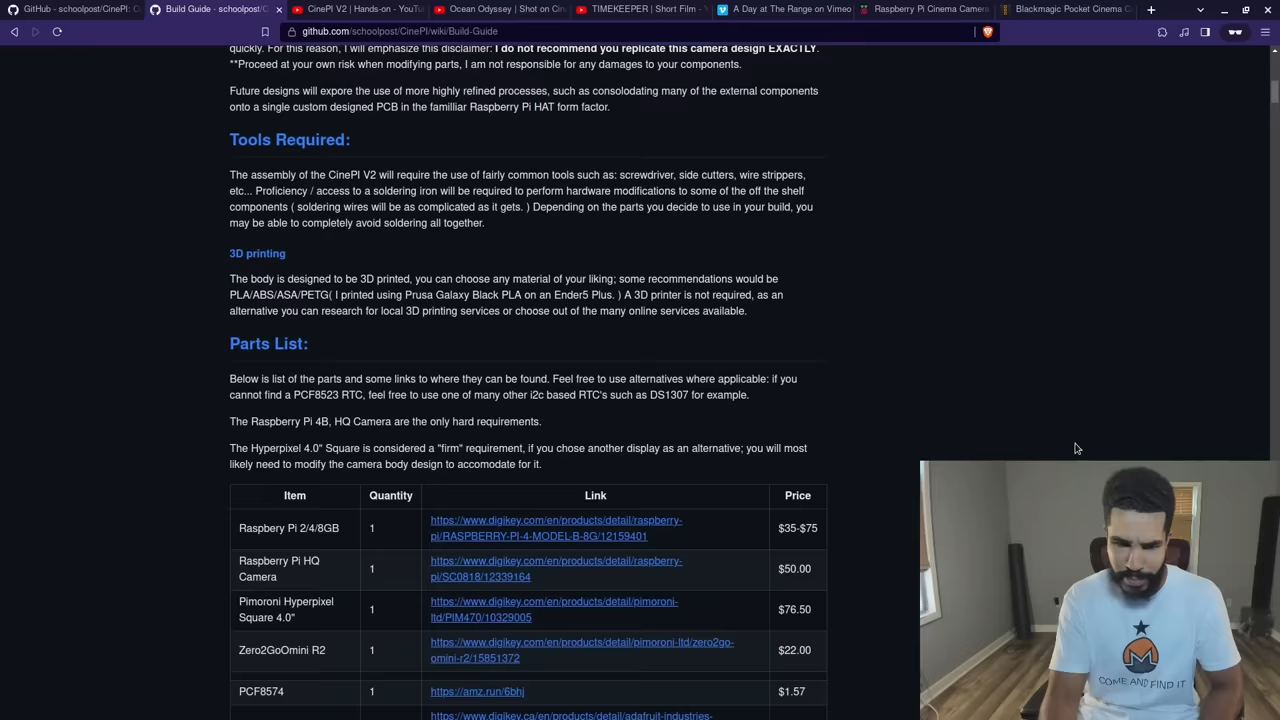 GitHub - schoolpost/CinePI: C
Build Guide · schoolpost/C
CinePI V2 | Hands-on - YouTu
Ocean Odyssey | Shot on Cin
TIMEKEEPER | Short Film - Y
A Day at The Range on Vimeo
Raspberry Pi Cinema Camera
Blackmagic Pocket Cinema C
github.com/schoolpost/CinePI/wiki/Build-Guide
quickly. For this reason, I will emphasize this disclaimer: I do not recommend you replicate this camera design EXACTLY.
**Proceed at your own risk when modifying parts, I am not responsible for any damages to your components.
Future designs will expore the use of more highly refined processes, such as consolodating many of the external components
onto a single custom designed PCB in the familliar Raspberry Pi HAT form factor.
Tools Required:
The assembly of the CinePI V2 will require the use of fairly common tools such as: screwdriver, side cutters, wire strippers,
etc... Proficiency / access to a soldering iron will be required to perform hardware modifications to some of the off the shelf
components ( soldering wires will be as complicated as it gets. ) Depending on the parts you decide to use in your build, you
may be able to completely avoid soldering all together.
3D printing
The body is designed to be 3D printed, you can choose any material of your liking; some recommendations would be
PLA/ABS/ASA/PETG( I printed using Prusa Galaxy Black PLA on an Ender5 Plus. ) A 3D printer is not required, as an
alternative you can research for local 3D printing services or choose out of the many online services available.
Parts List:
Below is list of the parts and some links to where they can be found. Feel free to use alternatives where applicable: if you
cannot find a PCF8523 RTC, feel free to use one of many other i2c based RTC's such as DS1307 for example.
The Raspberry Pi 4B, HQ Camera are the only hard requirements.
The Hyperpixel 4.0" Square is considered a "firm" requirement, if you chose another display as an alternative; you will most
likely need to modify the camera body design to accomodate for it.
Item Quantity Link Price
Raspbery Pi 2/4/8GB 1 https://www.digikey.com/en/products/detail/raspberry-
pi/RASPBERRY-PI-4-MODEL-B-8G/12159401 $35-$75
Raspberry Pi HQ
Camera 1 https://www.digikey.com/en/products/detail/raspberry-
pi/SC0818/12339164 $50.00
Pimoroni Hyperpixel
Square 4.0" 1 https://www.digikey.com/en/products/detail/pimoroni-
ltd/PIM470/10329005 $76.50
Zero2GoOmini R2 1 https://www.digikey.com/en/products/detail/pimoroni-ltd/zero2go-
omini-r2/15851372 $22.00
PCF8574 1 https://amz.run/6bhj $1.57
https://www.digikey.ca/en/products/detail/adafruit-industries-
COME AND FIND IT